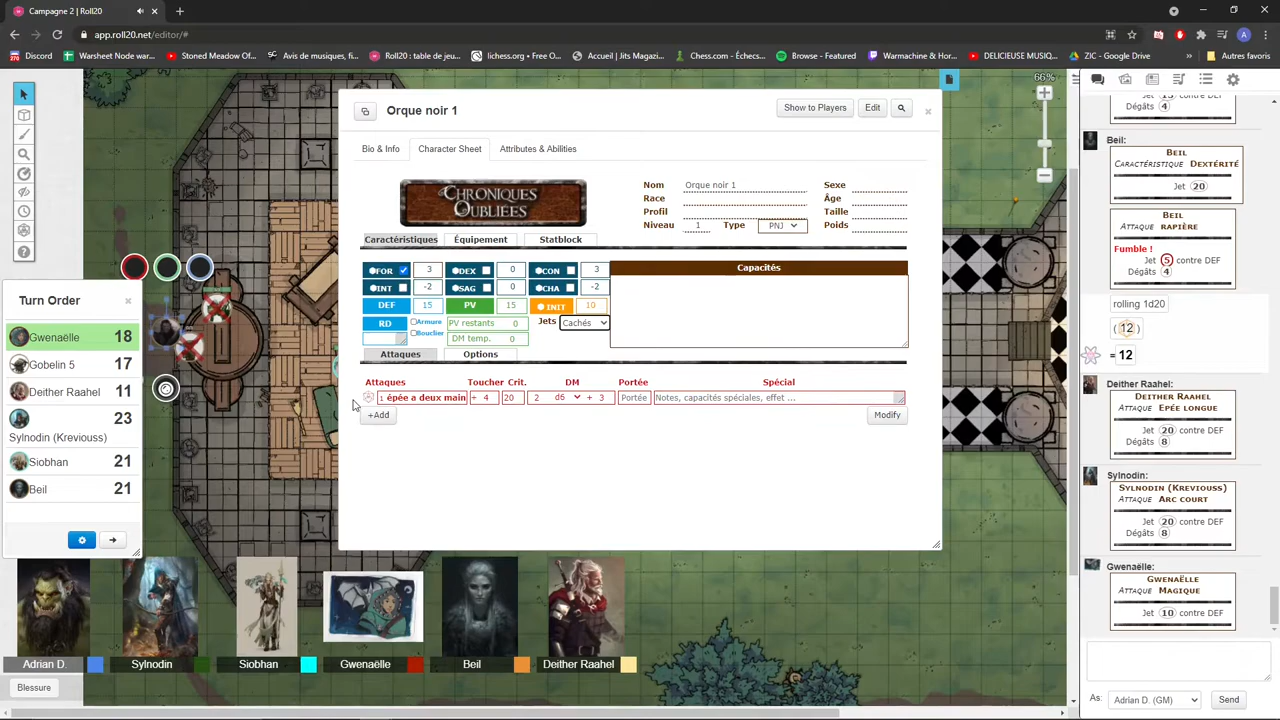 Campagne 2 | Roll20
app.roll20.net/editor/#
Discord
Warsheet Node war...
Stoned Meadow Of...
Avis de musiques, fi...
Roll20 : table de jeu...
lichessbg • Free O...
Accueil | Jits Magazi...
Chess.com - Échecs...
Browse - Featured
Warmachine & Hor...
DELICIEUSE MUSQ...
ZIC - Google Drive
Autres favoris
66%
Orque noir 1
Show to Players
Edit
Bio & Info
Character Sheet
Attributes & Abilities
CHRONIQUES
OUBLIÉES
Nom Orque noir 1 Sexe
Race Âge
Profil Taille
Niveau 1 Type PNJ Poids
Caractéristiques Équipement Statblock
FOR 3 DEX 0 CON 3
INT -2 SAG 0 CHA -2
DEF 15 PV 15 INIT 10
RD Armure Bouclier PV restants 0 Jets Cachés
DM temp. 0
Capacités
Attaques Options
Attaques Toucher Crit. DM Portée Spécial
1 épée a deux main + 4 20 2 d6 + 3 Portée Notes, capacités spéciales, effet ...
+Add
Modify
Turn Order
Gwenaëlle 18
Gobelin 5 17
Deither Raahel 11
23
Sylnodin (Kreviouss)
Siobhan 21
Beil 21
Adrian D.
Sylnodin
Siobhan
Gwenaëlle
Beil
Deither Raahel
Blessure
Dégâts 4
Beil:
BEIL
CARACTÉRISTIQUE DEXTÉRITÉ
Jet 20
BEIL
ATTAQUE RAPIÈRE
Fumble !
Jet 5 contre DEF
Dégâts 4
rolling 1d20
(12)
= 12
Deither Raahel:
DEITHER RAAHEL
ATTAQUE EPÉE LONGUE
Jet 20 contre DEF
Dégâts 8
Sylnodin:
SYLNODIN (KREVIOUSS)
ATTAQUE ARC COURT
Jet 20 contre DEF
Dégâts 8
Gwenaëlle:
GWENAËLLE
ATTAQUE MAGIQUE
Jet 10 contre DEF
As: Adrian D. (GM)
Send